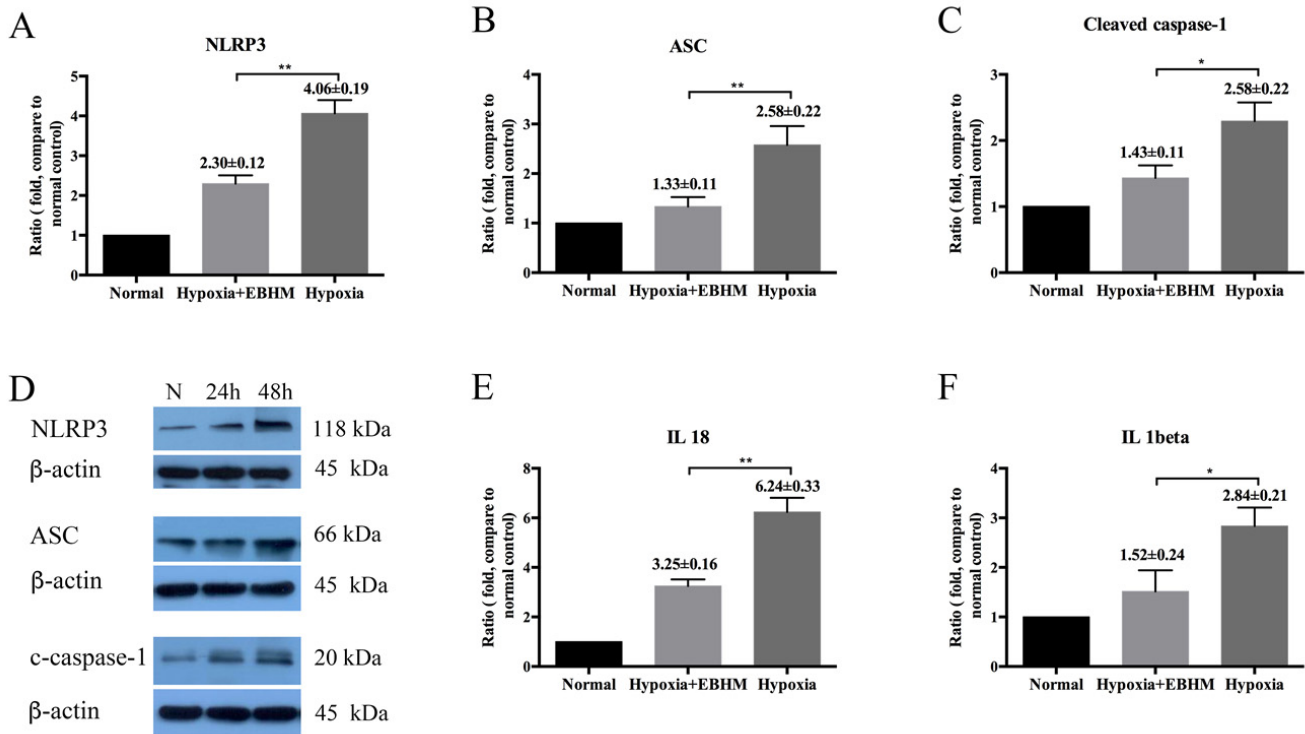 A
NLRP3
Ratio ( fold, compare to
normal control)
5
4
3
2
1
0
**
2.30±0.12
4.06±0.19
Normal Hypoxia+EBHM Hypoxia
B
ASC
Ratio ( fold, compare to
normal control)
4
3
2
1
0
**
1.33±0.11
2.58±0.22
Normal Hypoxia+EBHM Hypoxia
C
Cleaved caspase-1
Ratio ( fold, compare to
normal control)
3
2
1
0
*
1.43±0.11
2.58±0.22
Normal Hypoxia+EBHM Hypoxia
D
N 24h 48h
NLRP3 118 kDa
β-actin 45 kDa
ASC 66 kDa
β-actin 45 kDa
c-caspase-1 20 kDa
β-actin 45 kDa
E
IL 18
Ratio ( fold, compare to
normal control)
8
6
4
2
0
**
3.25±0.16
6.24±0.33
Normal Hypoxia+EBHM Hypoxia
F
IL 1beta
Ratio ( fold, compare to
normal control)
4
3
2
1
0
*
1.52±0.24
2.84±0.21
Normal Hypoxia+EBHM Hypoxia